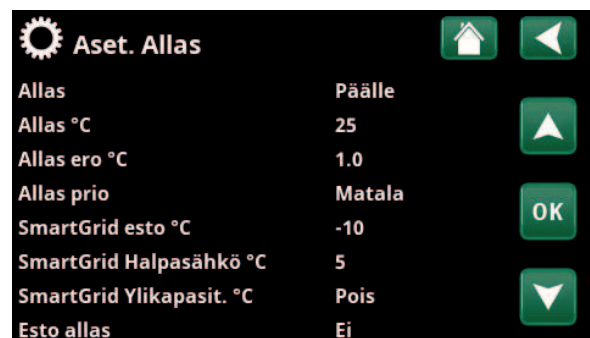 Aset. Allas
Allas Päälle
Allas °C 25
Allas ero °C 1.0
Allas prio Matala
SmartGrid esto °C -10
OK
SmartGrid Halpasähkö °C 5
SmartGrid Ylikapasit. °C Pois
Esto allas Ei